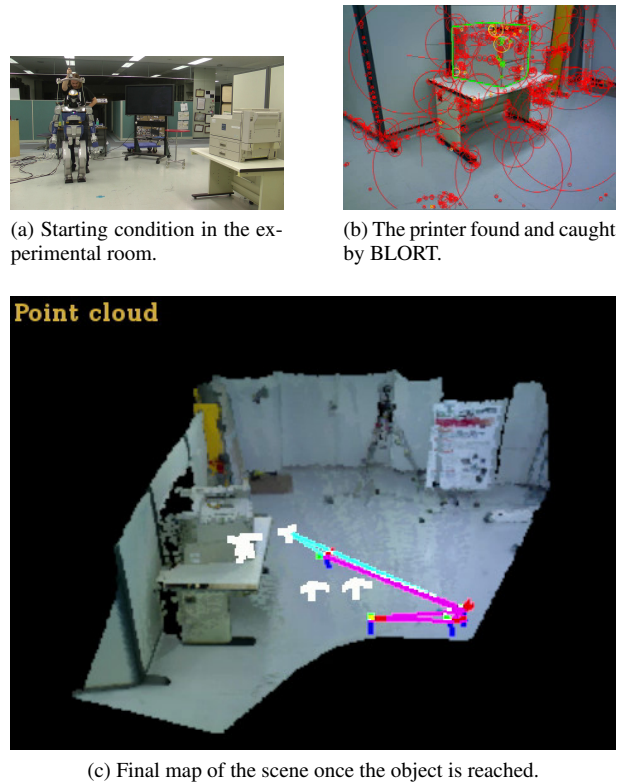 (a) Starting condition in the ex-
perimental room.
(b) The printer found and caught
by BLORT.
Point cloud
(c) Final map of the scene once the object is reached.